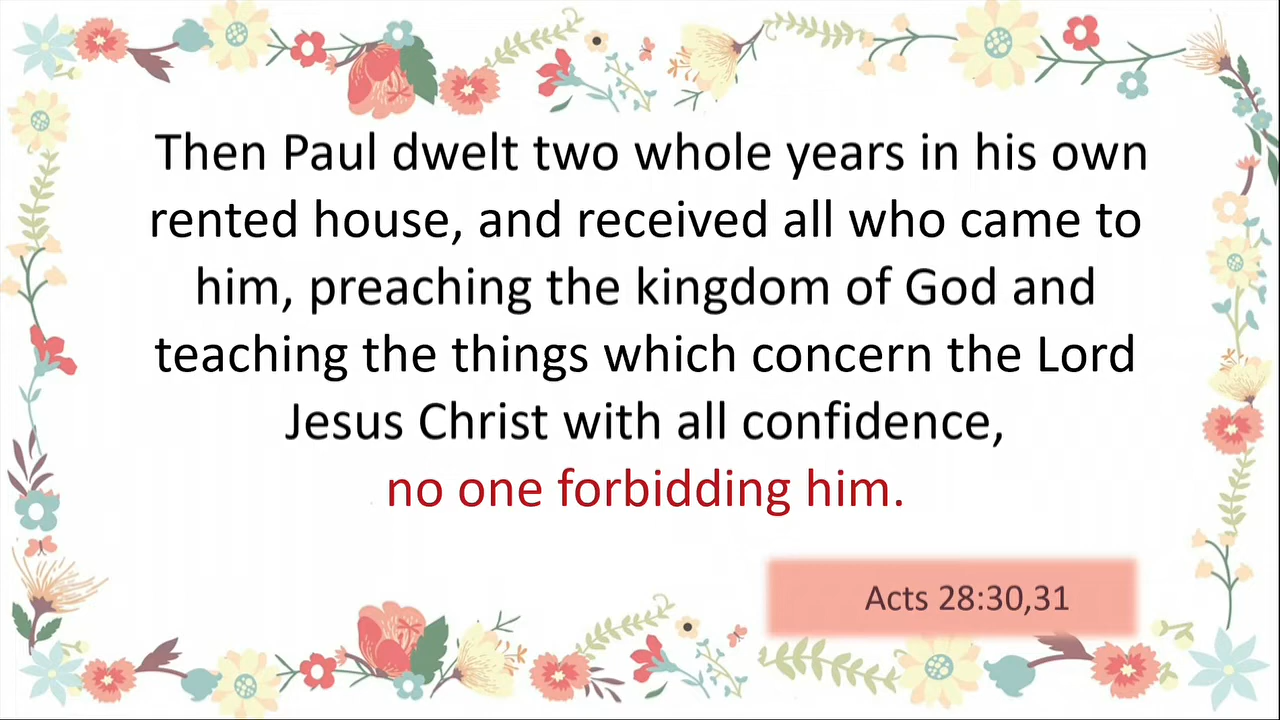 Then Paul dwelt two whole years in his own
rented house, and received all who came to
him, preaching the kingdom of God and
teaching the things which concern the Lord
Jesus Christ with all confidence,
no one forbidding him.
Acts 28:30,31